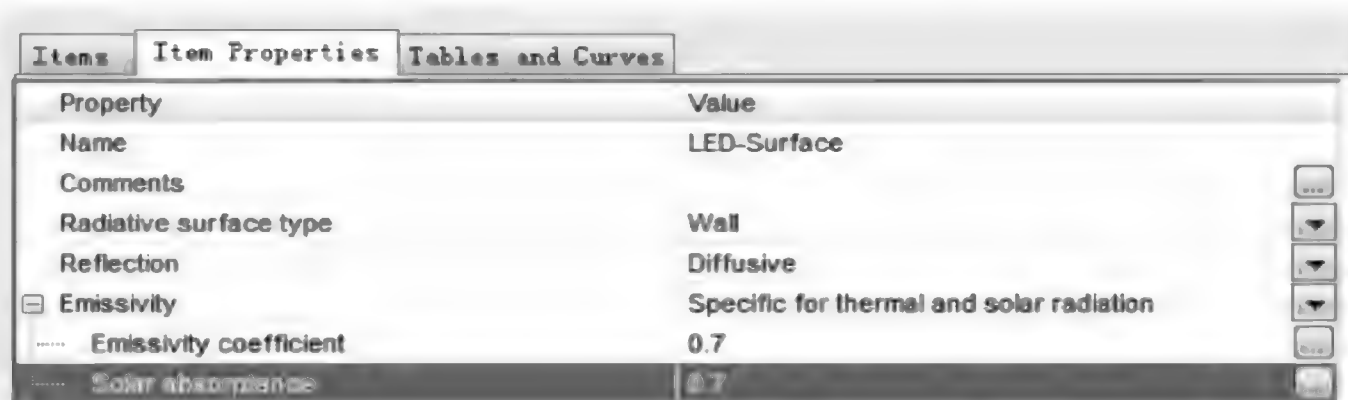 Items Item Properties Tables and Curves
Property Value
Name LED-Surface
Comments
Radiative surface type Wall
Reflection Diffusive
Emissivity Specific for thermal and solar radiation
Emissivity coefficient 0.7
Solar absorptance 0.7